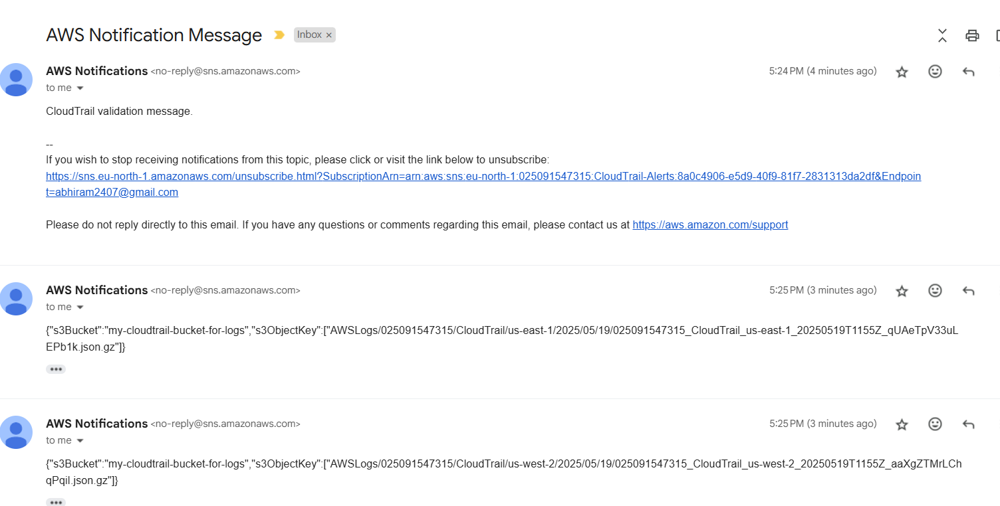 AWS Notification Message
Inbox ×
AWS Notifications <no-reply@sns.amazonaws.com>
5:24 PM (4 minutes ago)
to me
CloudTrail validation message.
--
If you wish to stop receiving notifications from this topic, please click or visit the link below to unsubscribe:
https://sns.eu-north-1.amazonaws.com/unsubscribe.html?SubscriptionArn=arn:aws:sns:eu-north-1:025091547315:CloudTrail-Alerts:8a0c4906-e5d9-40f9-81f7-2831313da2df&Endpoin
t=abhiram2407@gmail.com
Please do not reply directly to this email. If you have any questions or comments regarding this email, please contact us at https://aws.amazon.com/support
AWS Notifications <no-reply@sns.amazonaws.com>
5:25 PM (3 minutes ago)
to me
{"s3Bucket":"my-cloudtrail-bucket-for-logs","s3ObjectKey":["AWSLogs/025091547315/CloudTrail/us-east-1/2025/05/19/025091547315_CloudTrail_us-east-1_20250519T1155Z_qUAeTpV33uL
EPb1k.json.gz"]}
AWS Notifications <no-reply@sns.amazonaws.com>
5:25 PM (3 minutes ago)
to me
{"s3Bucket":"my-cloudtrail-bucket-for-logs","s3ObjectKey":["AWSLogs/025091547315/CloudTrail/us-west-2/2025/05/19/025091547315_CloudTrail_us-west-2_20250519T1155Z_aaXgZTMrLCh
qPqil.json.gz"]}